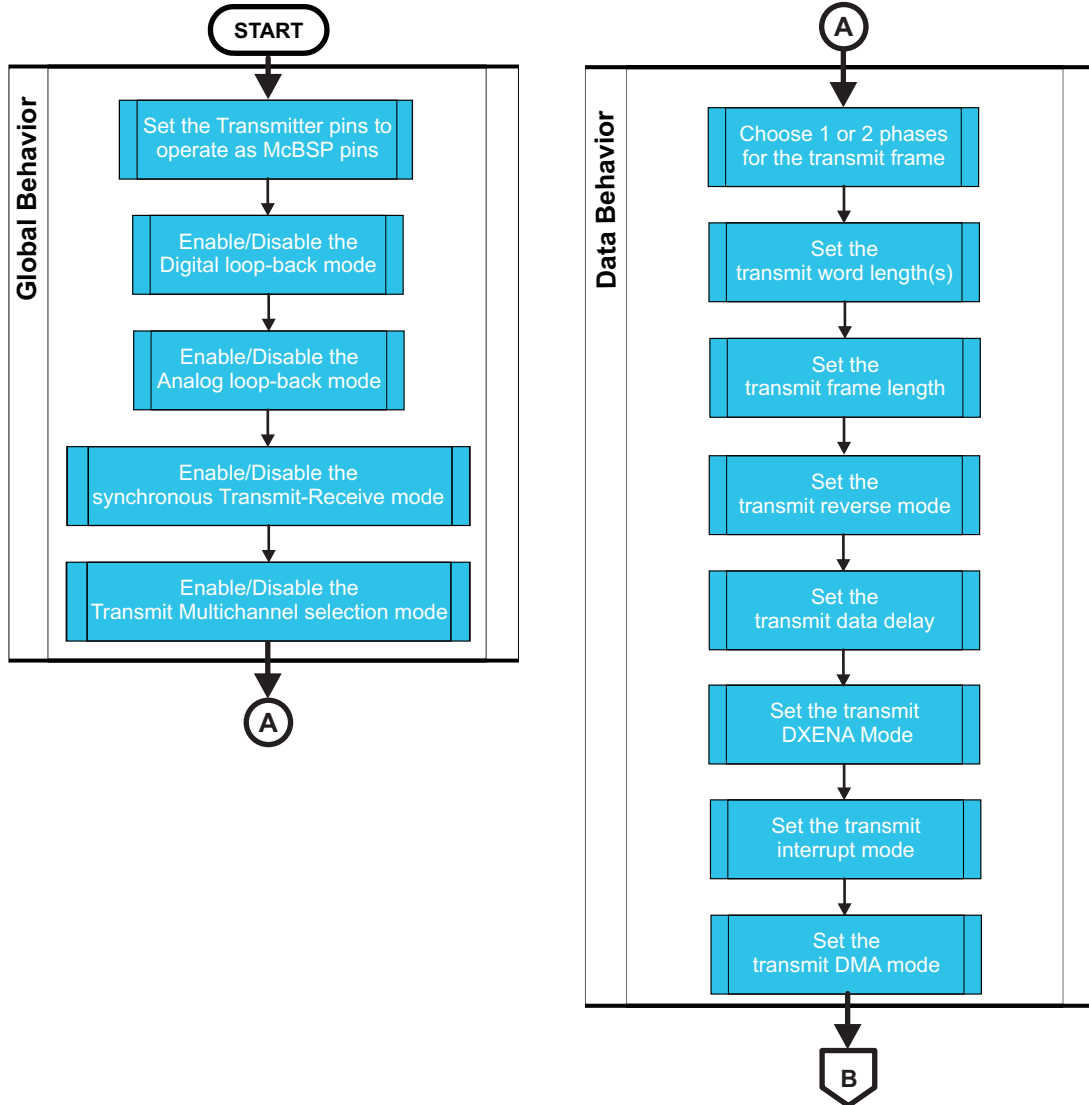 START
Global Behavior
Set the Transmitter pins to
operate as McBSP pins
Enable/Disable the
Digital loop-back mode
Enable/Disable the
Analog loop-back mode
Enable/Disable the
synchronous Transmit-Receive mode
Enable/Disable the
Transmit Multichannel selection mode
A
A
Data Behavior
Choose 1 or 2 phases
for the transmit frame
Set the
transmit word length(s)
Set the
transmit frame length
Set the
transmit reverse mode
Set the
transmit data delay
Set the transmit
DXENA Mode
Set the transmit
interrupt mode
Set the
transmit DMA mode
B